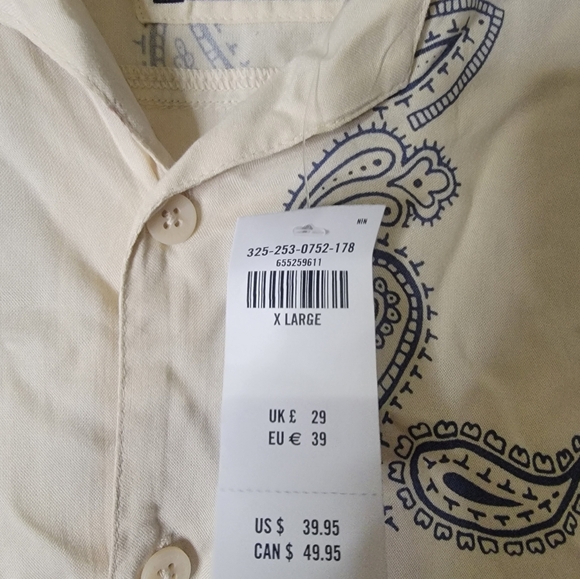 NIN
325-253-0752-178
655259611
X LARGE
UK £ 29
EU € 39
US $ 39.95
CAN $ 49.95